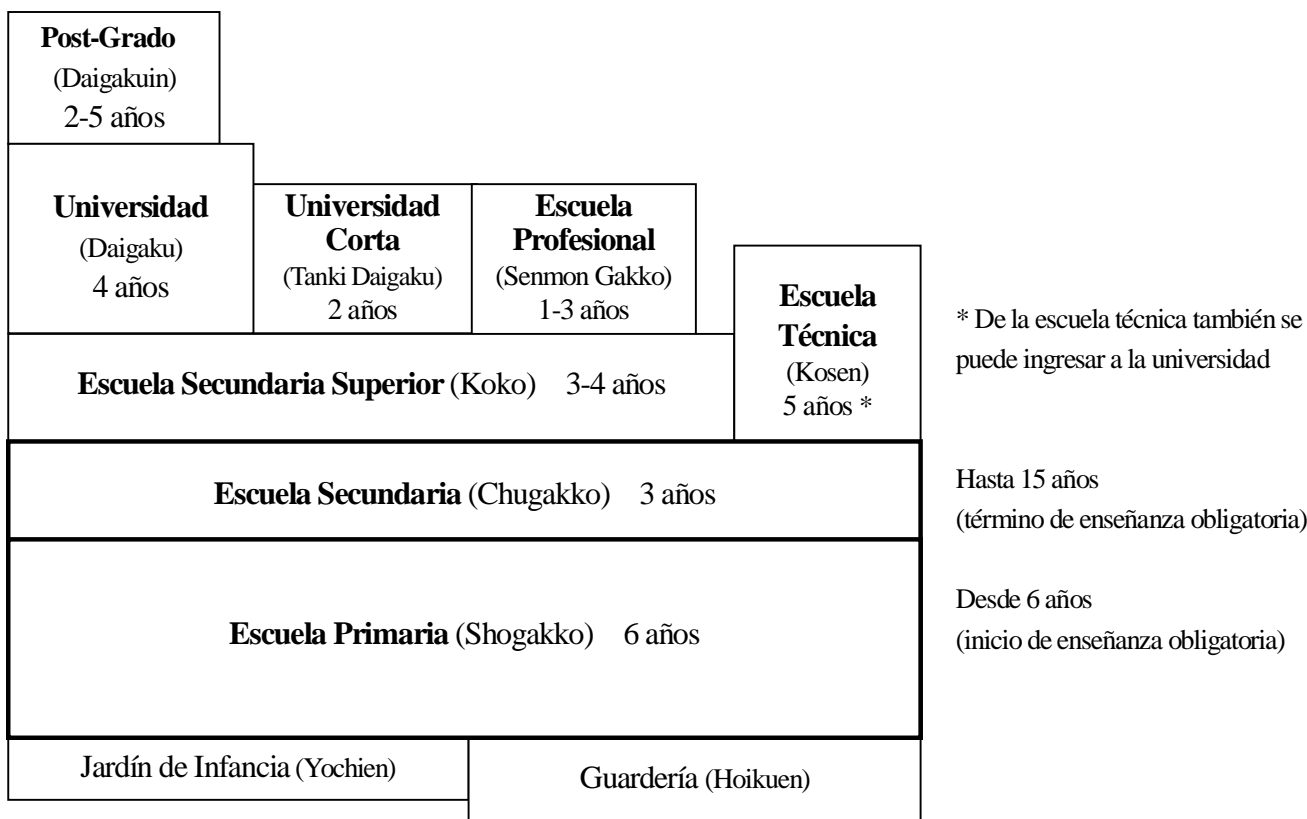 Post-Grado
(Daigakuin)
2-5 años
Universidad
(Daigaku)
4 años
Universidad
Corta
(Tanki Daigaku)
2 años
Escuela
Profesional
(Senmon Gakko)
1-3 años
Escuela
Técnica
(Kosen)
5 años *
* De la escuela técnica también se
puede ingresar a la universidad
Escuela Secundaria Superior (Koko) 3-4 años
Escuela Secundaria (Chugakko) 3 años
Hasta 15 años
(término de enseñanza obligatoria)
Escuela Primaria (Shogakko) 6 años
Desde 6 años
(inicio de enseñanza obligatoria)
Jardín de Infancia (Yochien)
Guardería (Hoikuen)